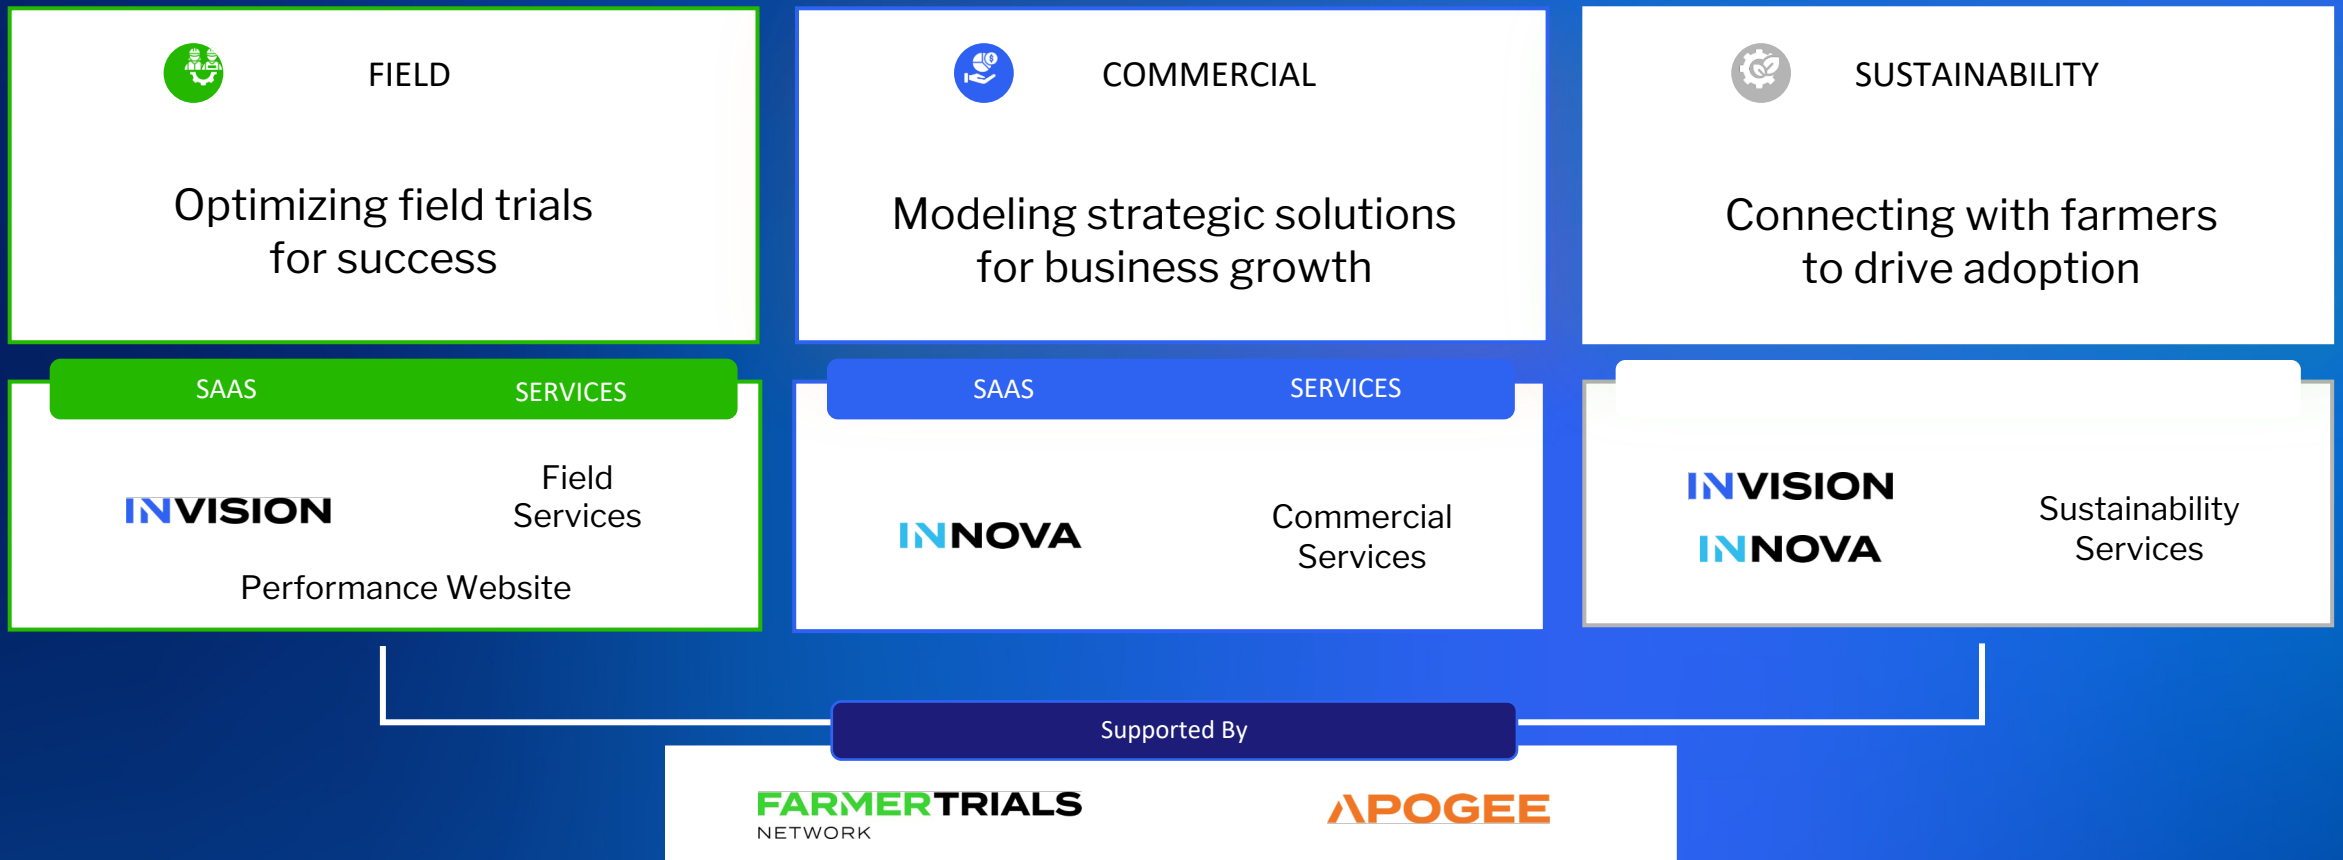 FIELD
Optimizing field trials
for success
SAAS
SERVICES
INVISION
Field
Services
Performance Website
COMMERCIAL
Modeling strategic solutions
for business growth
SAAS
SERVICES
INNOVA
Commercial
Services
SUSTAINABILITY
Connecting with farmers
to drive adoption
INVISION
INNOVA
Sustainability
Services
Supported By
FARMERTRIALS
NETWORK
APOGEE